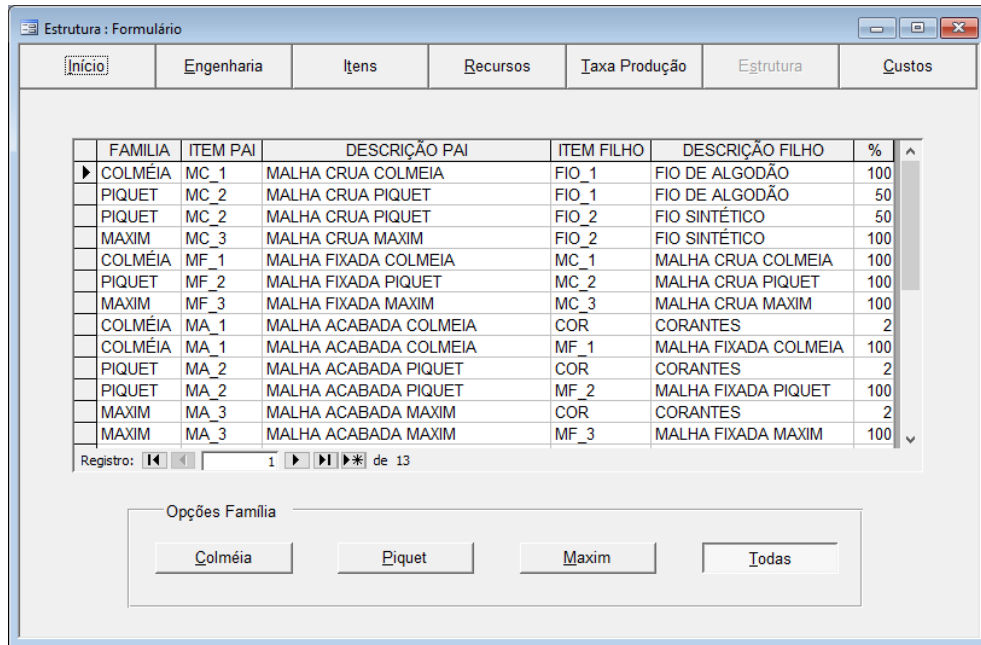 Estrutura : Formulário
Início Engenharia Itens Recursos Taxa Produção Estrutura Custos
FAMILIA ITEM PAI DESCRIÇÃO PAI ITEM FILHO DESCRIÇÃO FILHO %
COLMÉIA MC_1 MALHA CRUA COLMEIA FIO_1 FIO DE ALGODÃO 100
PIQUET MC_2 MALHA CRUA PIQUET FIO_1 FIO DE ALGODÃO 50
PIQUET MC_2 MALHA CRUA PIQUET FIO_2 FIO SINTÉTICO 50
MAXIM MC_3 MALHA CRUA MAXIM FIO_2 FIO SINTÉTICO 100
COLMÉIA MF_1 MALHA FIXADA COLMEIA MC_1 MALHA CRUA COLMEIA 100
PIQUET MF_2 MALHA FIXADA PIQUET MC_2 MALHA CRUA PIQUET 100
MAXIM MF_3 MALHA FIXADA MAXIM MC_3 MALHA CRUA MAXIM 100
COLMÉIA MA_1 MALHA ACABADA COLMEIA COR CORANTES 2
COLMÉIA MA_1 MALHA ACABADA COLMEIA MF_1 MALHA FIXADA COLMEIA 100
PIQUET MA_2 MALHA ACABADA PIQUET COR CORANTES 2
PIQUET MA_2 MALHA ACABADA PIQUET MF_2 MALHA FIXADA PIQUET 100
MAXIM MA_3 MALHA ACABADA MAXIM COR CORANTES 2
MAXIM MA_3 MALHA ACABADA MAXIM MF_3 MALHA FIXADA MAXIM 100
Registro: 1 de 13
Opções Família
Colméia Piquet Maxim Todas